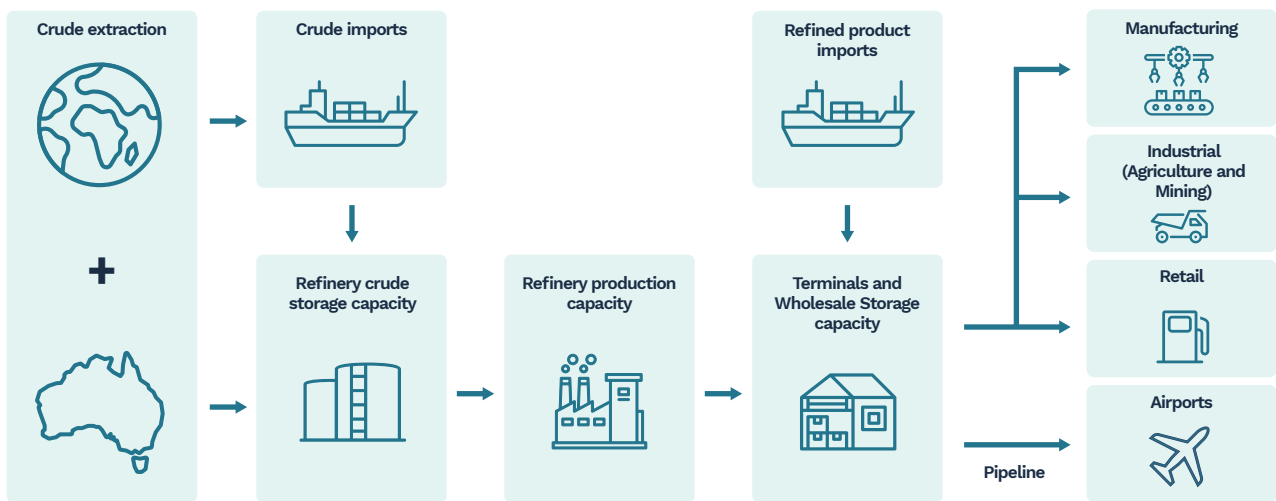 Crude extraction
Crude imports
Refined product
imports
Manufacturing
Industrial
(Agriculture and
Mining)
+
Refinery crude
storage capacity
Refinery production
capacity
Terminals and
Wholesale Storage
capacity
Retail
Airports
Pipeline